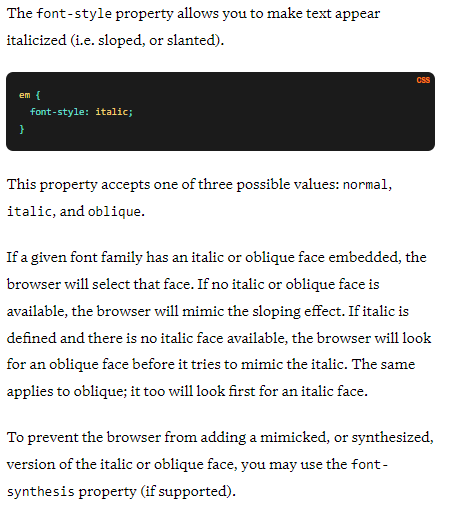 The font-style property allows you to make text appear
italicized (i.e. sloped, or slanted).
CSS
em {
  font-style: italic;
}
This property accepts one of three possible values: normal,
italic, and oblique.
If a given font family has an italic or oblique face embedded, the
browser will select that face. If no italic or oblique face is
available, the browser will mimic the sloping effect. If italic is
defined and there is no italic face available, the browser will look
for an oblique face before it tries to mimic the italic. The same
applies to oblique; it too will look first for an italic face.
To prevent the browser from adding a mimicked, or synthesized,
version of the italic or oblique face, you may use the font-
synthesis property (if supported).